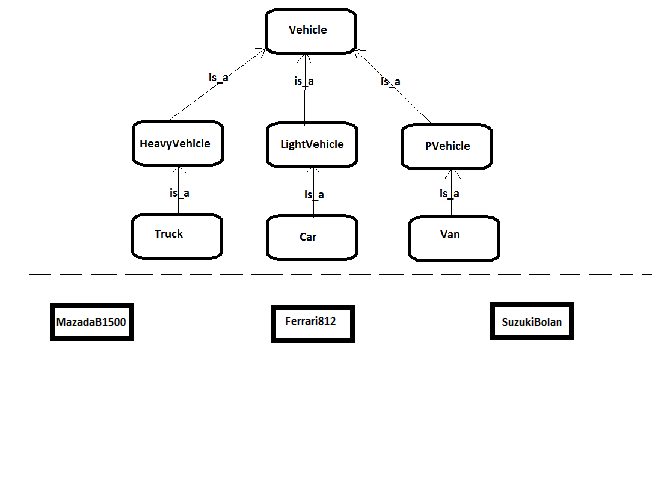 Vehicle
Is_a
is_a
Is_a
HeavyVehicle
LightVehicle
PVehicle
is_a
Is_a
Is_a
Truck
Car
Van
MazadaB1500
Ferrari812
SuzukiBolan